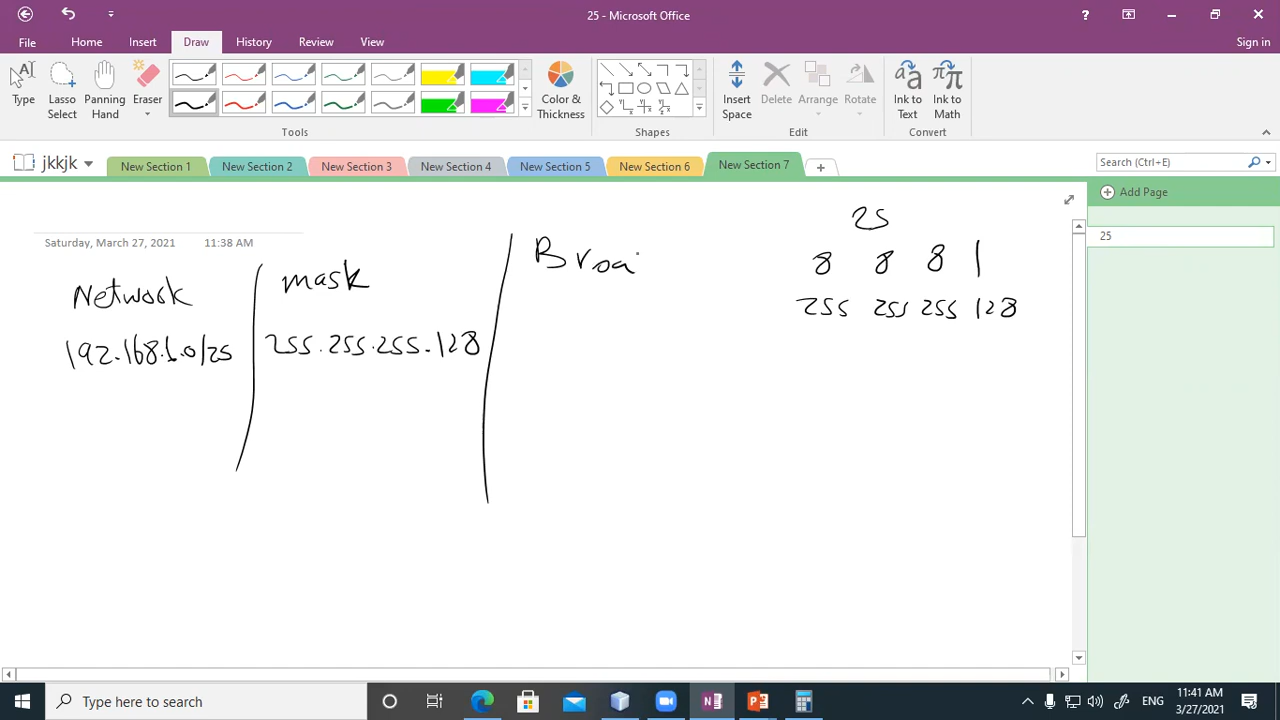 25 - Microsoft Office
? Sign in
File Home Insert Draw History Review View
Type Lasso Select Panning Hand Eraser Color & Thickness Insert Space Delete Arrange Rotate Ink to Text Ink to Math
Tools Shapes Edit Convert
jkkjk New Section 1 New Section 2 New Section 3 New Section 4 New Section 5 New Section 6 New Section 7 Search (Ctrl+E)
Add Page
25
Saturday, March 27, 2021 11:38 AM
25
8 8 8 1
255 255 255 128
Network mask Broa
192.168.1.0/25 255.255.255.128
Type here to search
ENG 11:41 AM
3/27/2021